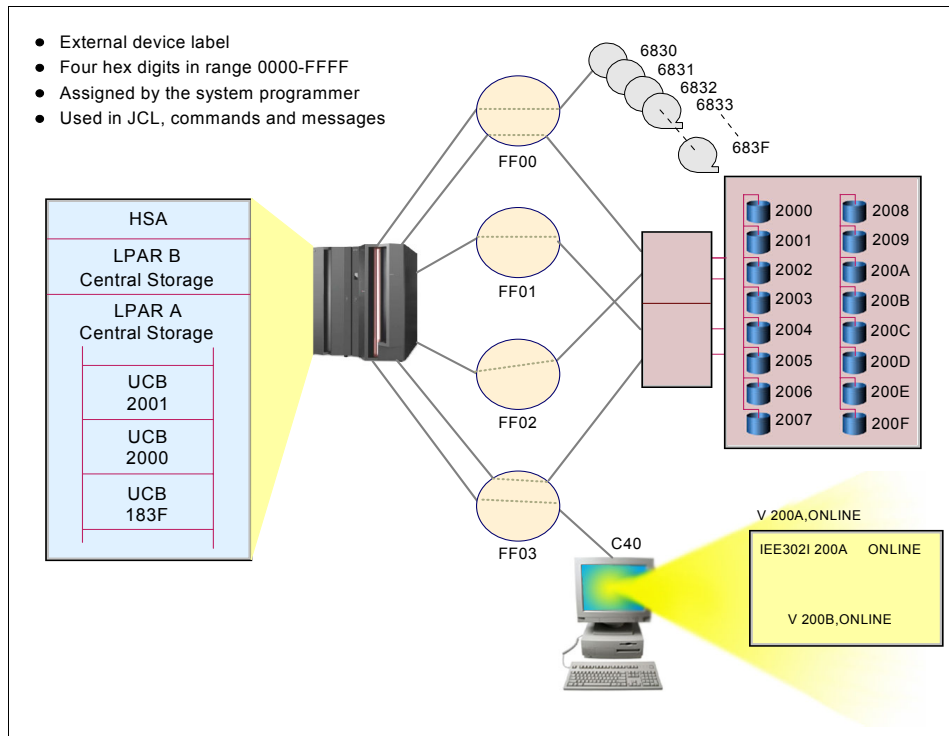 External device label
Four hex digits in range 0000-FFFF
Assigned by the system programmer
Used in JCL, commands and messages
6830
6831
6832
6833
683F
FF00
HSA
LPAR B
Central Storage
LPAR A
Central Storage
UCB
2001
UCB
2000
UCB
183F
FF01
FF02
FF03
2000
2001
2002
2003
2004
2005
2006
2007
2008
2009
200A
200B
200C
200D
200E
200F
C40
V 200A,ONLINE
IEE302I 200A ONLINE
V 200B,ONLINE